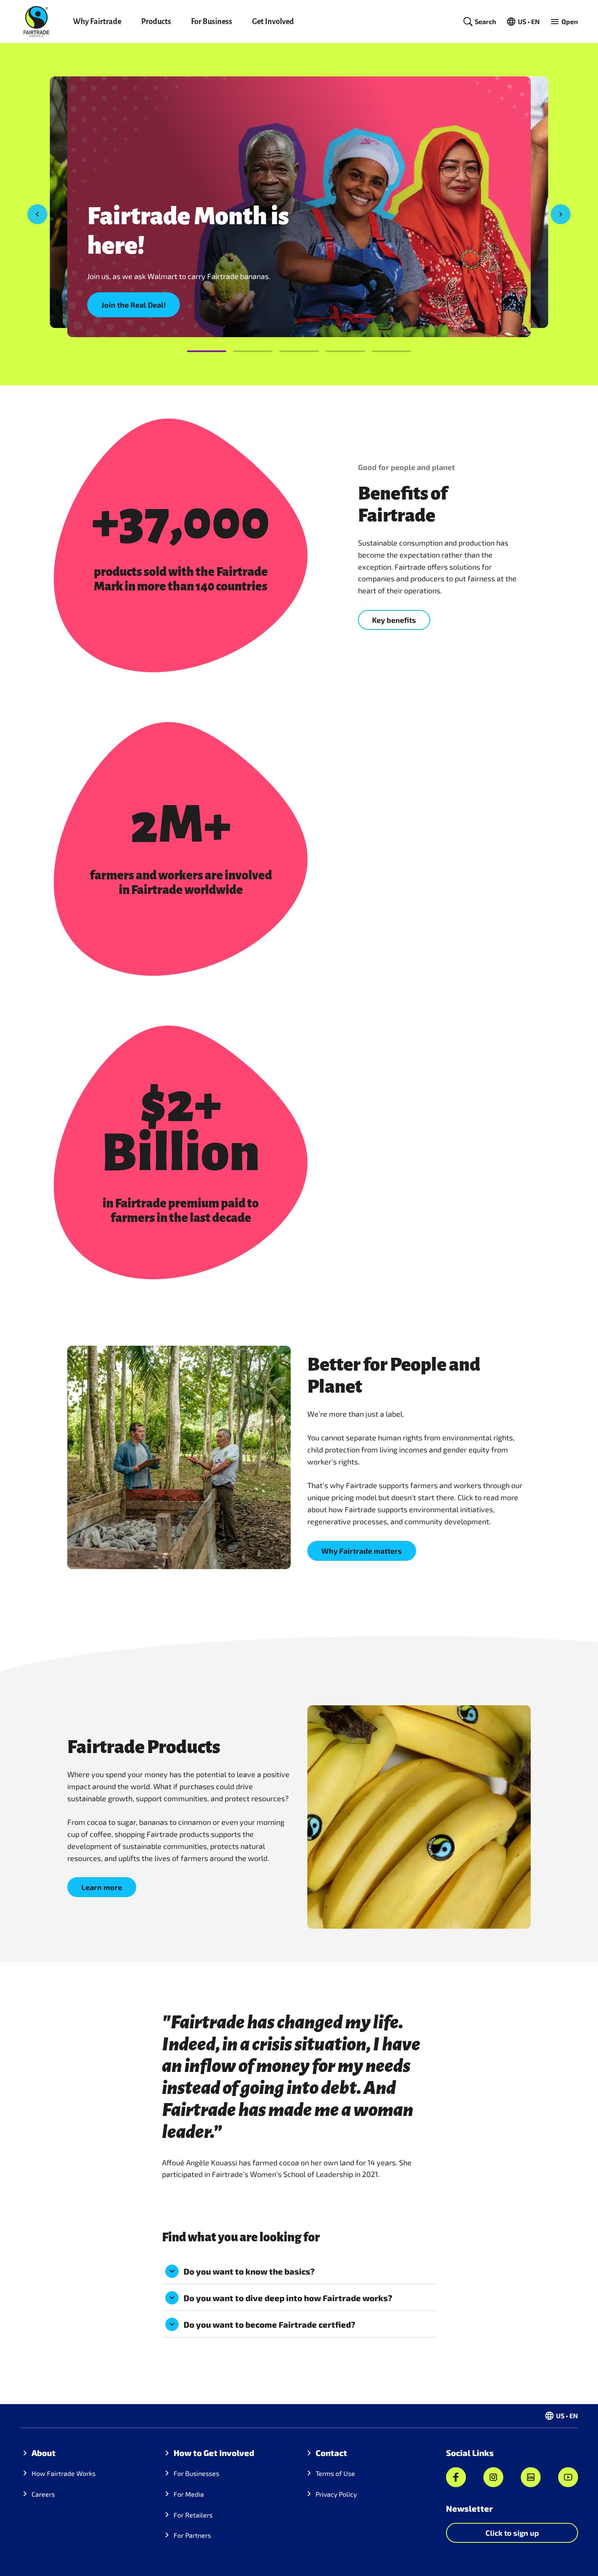 FAIRTRADE
AMERICA
Why Fairtrade
Products
For Business
Get Involved
Search
US • EN
Open
Fairtrade Month is
here!
Join us, as we ask Walmart to carry Fairtrade bananas.
Join the Real Deal!
+37,000
products sold with the Fairtrade
Mark in more than 140 countries
Good for people and planet
Benefits of
Fairtrade
Sustainable consumption and production has
become the expectation rather than the
exception. Fairtrade offers solutions for
companies and producers to put fairness at the
heart of their operations.
Key benefits
2M+
farmers and workers are involved
in Fairtrade worldwide
$2+
Billion
in Fairtrade premium paid to
farmers in the last decade
Better for People and
Planet
We’re more than just a label.
You cannot separate human rights from environmental rights,
child protection from living incomes and gender equity from
worker’s rights.
That’s why Fairtrade supports farmers and workers through our
unique pricing model but doesn’t start there. Click to read more
about how Fairtrade supports environmental initiatives,
regenerative processes, and community development.
Why Fairtrade matters
Fairtrade Products
Where you spend your money has the potential to leave a positive
impact around the world. What if purchases could drive
sustainable growth, support communities, and protect resources?
From cocoa to sugar, bananas to cinnamon or even your morning
cup of coffee, shopping Fairtrade products supports the
development of sustainable communities, protects natural
resources, and uplifts the lives of farmers around the world.
Learn more
"Fairtrade has changed my life.
Indeed, in a crisis situation, I have
an inflow of money for my needs
instead of going into debt. And
Fairtrade has made me a woman
leader.”
Affoué Angèle Kouassi has farmed cocoa on her own land for 14 years. She
participated in Fairtrade’s Women’s School of Leadership in 2021.
Find what you are looking for
Do you want to know the basics?
Do you want to dive deep into how Fairtrade works?
Do you want to become Fairtrade certfied?
US • EN
About
How Fairtrade Works
Careers
How to Get Involved
For Businesses
For Media
For Retailers
For Partners
Contact
Terms of Use
Privacy Policy
Social Links
Newsletter
Click to sign up